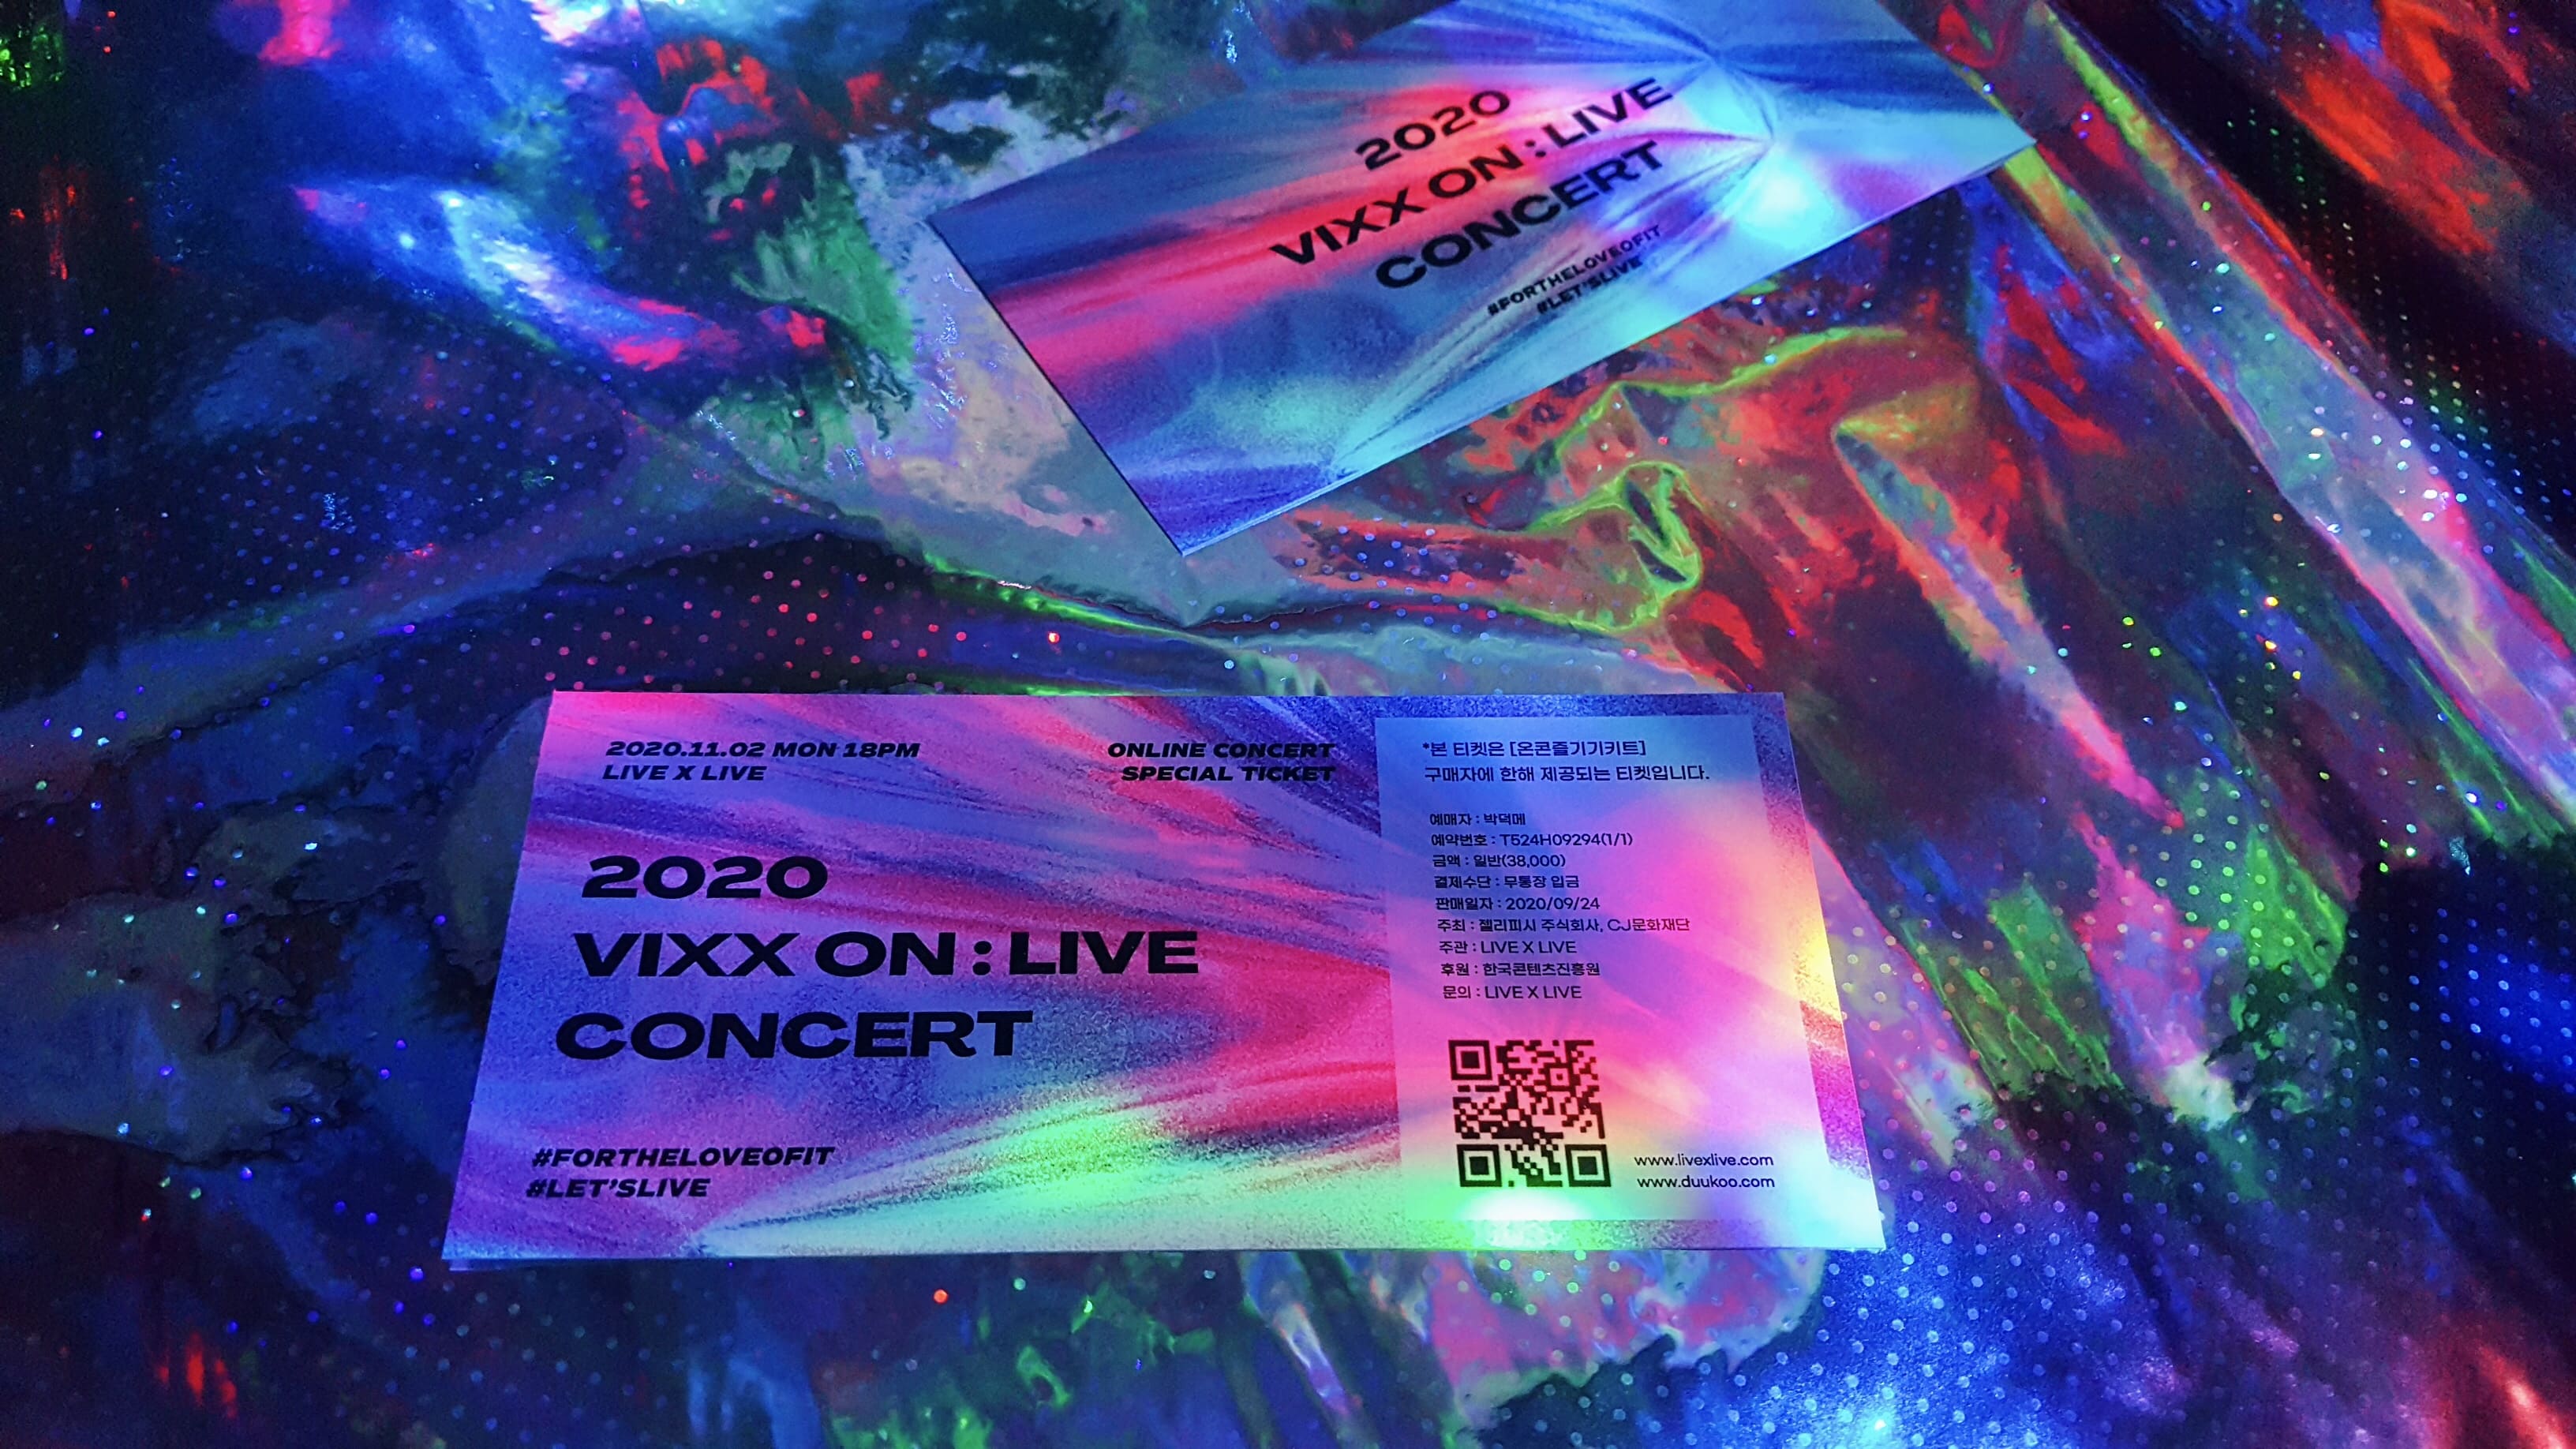 2020
VIXX ON : LIVE
CONCERT
#FORTHELOVEOFIT
#LET'SLIVE
2020.11.02 MON 18PM
LIVE X LIVE
ONLINE CONCERT
SPECIAL TICKET
2020
VIXX ON : LIVE
CONCERT
#FORTHELOVEOFIT
#LET'SLIVE
*본 티켓은 [온콘즐기기키트]
구매자에 한해 제공되는 티켓입니다.
예매자 : 박덕메
예약번호 : T524H09294(1/1)
금액 : 일반(38,000)
결제수단 : 무통장 입금
판매일자 : 2020/09/24
주최 : 젤리피시 주식회사, CJ문화재단
주관 : LIVE X LIVE
후원 : 한국콘텐츠진흥원
문의 : LIVE X LIVE
www.livexlive.com
www.duukoo.com